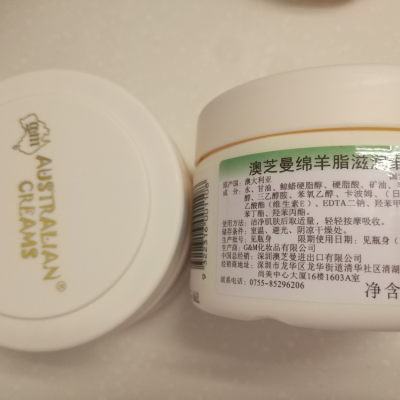 G&M
AUSTRALIAN®
CREAMS
澳芝曼绵羊脂滋润
原产国：澳大利亚
成 分：水、甘油、鲸蜡硬脂醇、硬脂酸、矿油、
醇、三乙醇胺、苯氧乙醇、卡波姆、（日
乙酸酯（维生素E）、EDTA二钠、羟苯甲
苯丁酯、羟苯丙酯。
使用方法：洁净肌肤后取适量，轻轻按摩吸收。
储存条件：室温、避光、阴凉干燥处。
生产批号：见瓶身 限期使用日期：见瓶身（
生产商：G&M化妆品有限公司
中国总经销：深圳澳芝曼进出口有限公司
经销商地址：深圳市龙华区龙华街道清华社区清湖
尚美中心大厦16楼1603A室
联系电话：0755-85296206
净含